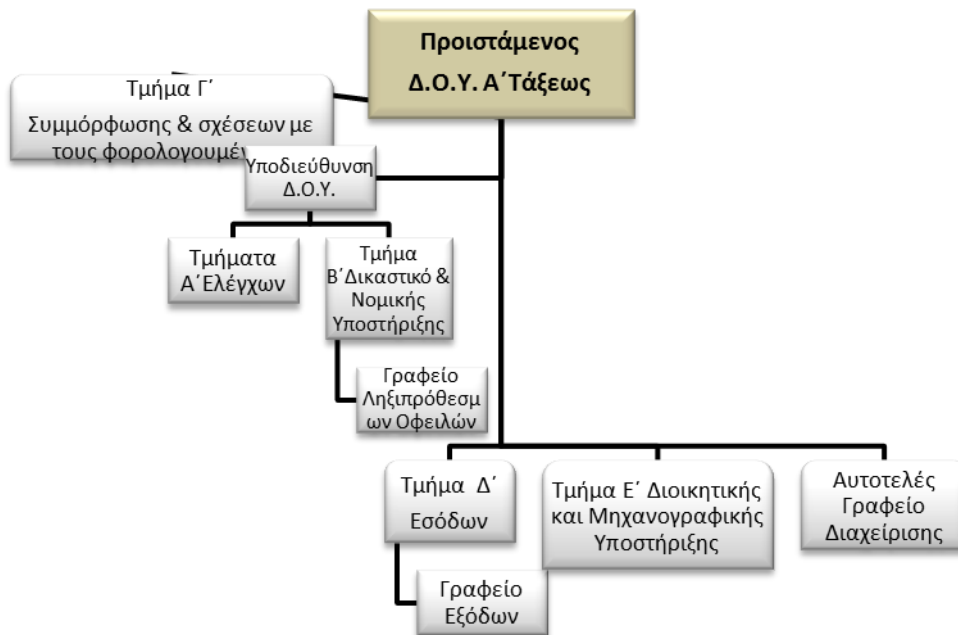 Προιστάμενος
Δ.Ο.Υ. Α΄Τάξεως
Τμήμα Γ΄
Συμμόρφωσης & σχέσεων με
τους φορολογουμέν
Υποδιεύθυνση
Δ.Ο.Υ.
Τμήματα
Α΄Ελέγχων
Τμήμα
Β΄Δικαστικό &
Νομικής
Υποστήριξης
Γραφείο
Ληξιπρόθεσμ
ων Οφειλών
Τμήμα Δ΄
Εσόδων
Γραφείο
Εξόδων
Τμήμα Ε΄ Διοικητικής
και Μηχανογραφικής
Υποστήριξης
Αυτοτελές
Γραφείο
Διαχείρισης